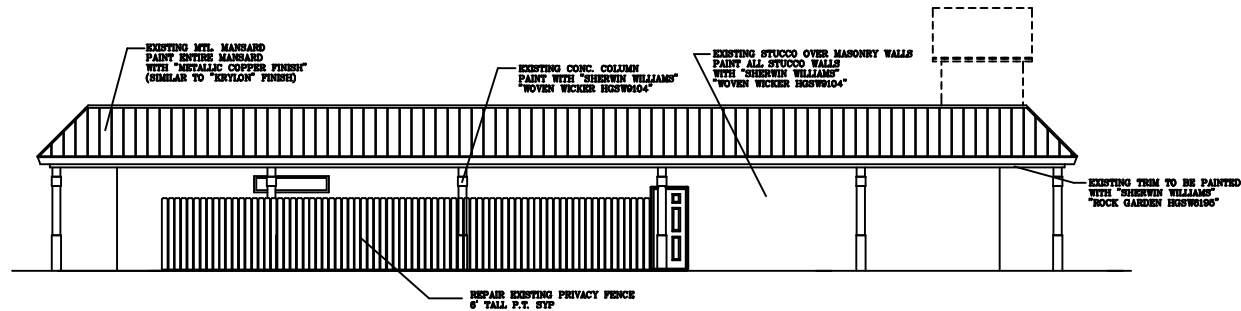 EXISTING MTL. MANSARD
PAINT ENTIRE MANSARD
WITH "METALLIC COPPER FINISH"
(SIMILAR TO "KRYLON" FINISH)
EXISTING CONC. COLUMN
PAINT WITH "SHERWIN WILLIAMS"
"WOVEN WICKER HGSW9104"
EXISTING STUCCO OVER MASONRY WALLS
PAINT ALL STUCCO WALLS
WITH "SHERWIN WILLIAMS"
"WOVEN WICKER HGSW9104"
EXISTING TRIM TO BE PAINTED
WITH "SHERWIN WILLIAMS"
"ROCK GARDEN HGSW6195"
REPAIR EXISTING PRIVACY FENCE
6' TALL P.T. SYP